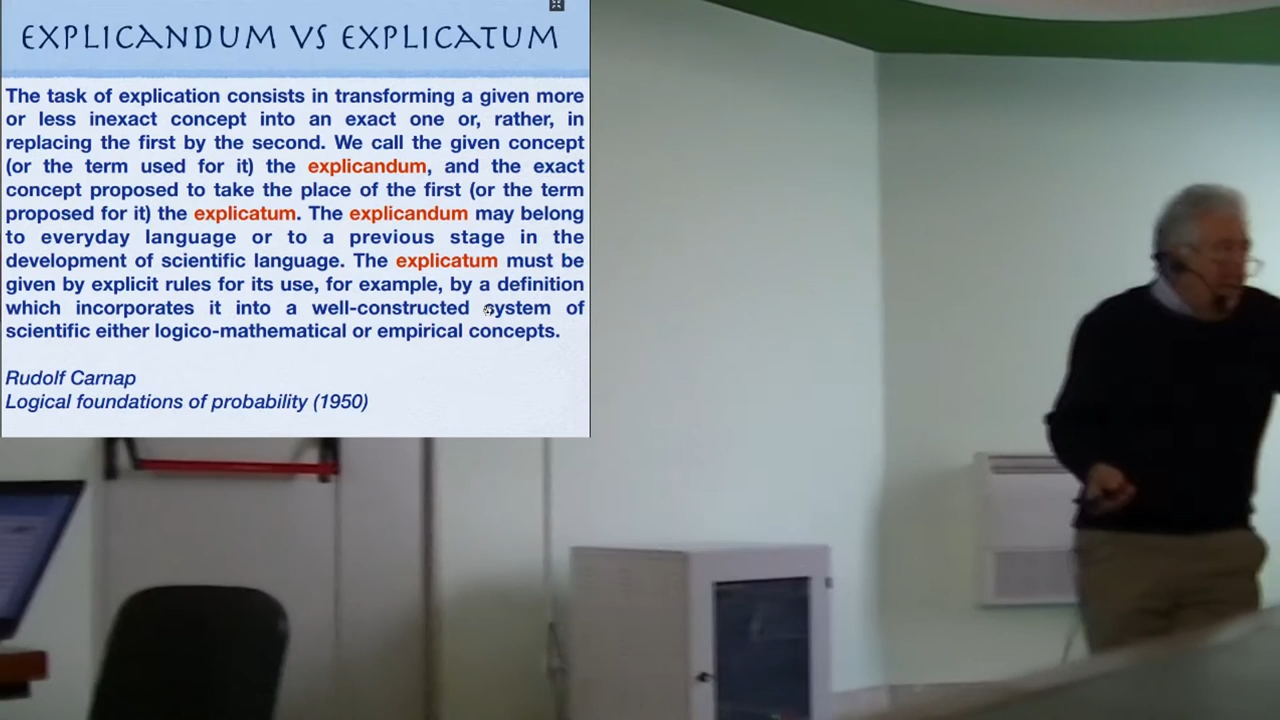 EXPLICANDUM VS EXPLICATUM
The task of explication consists in transforming a given more
or less inexact concept into an exact one or, rather, in
replacing the first by the second. We call the given concept
(or the term used for it) the explicandum, and the exact
concept proposed to take the place of the first (or the term
proposed for it) the explicatum. The explicandum may belong
to everyday language or to a previous stage in the
development of scientific language. The explicatum must be
given by explicit rules for its use, for example, by a definition
which incorporates it into a well-constructed system of
scientific either logico-mathematical or empirical concepts.
Rudolf Carnap
Logical foundations of probability (1950)